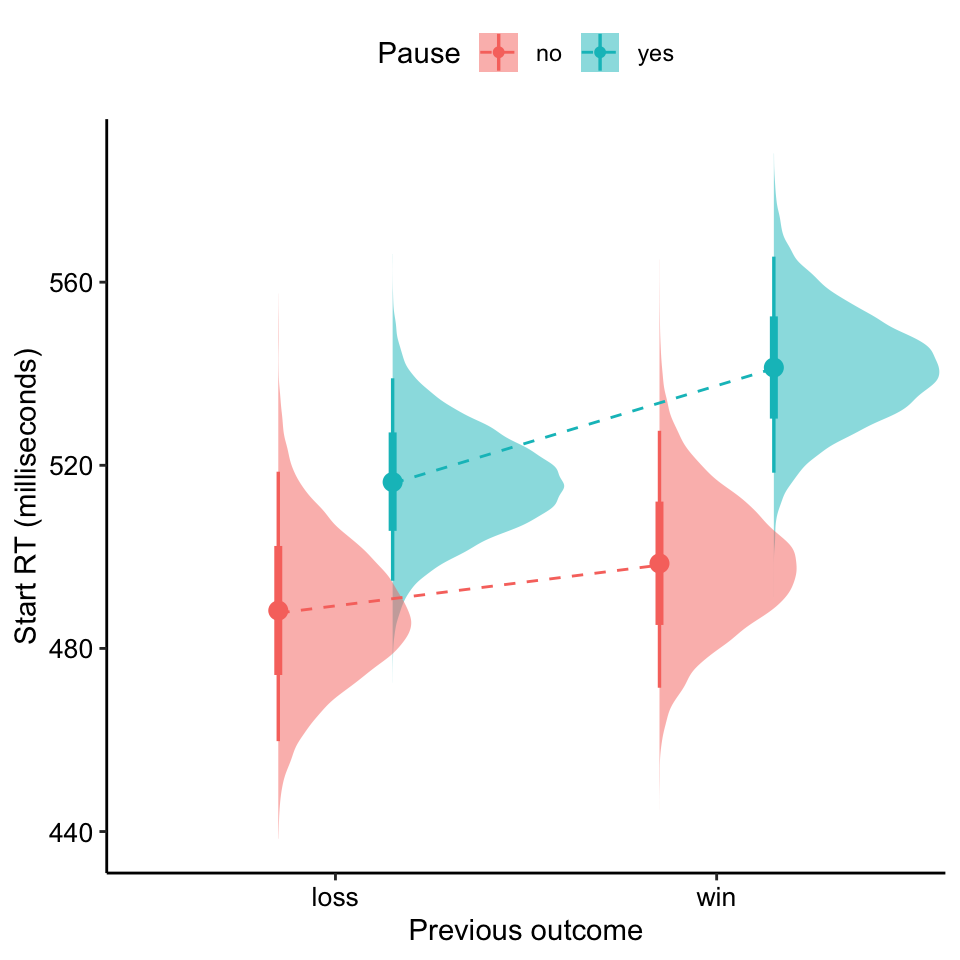 Pause no yes
Start RT (milliseconds)
560
520
480
440
loss win
Previous outcome